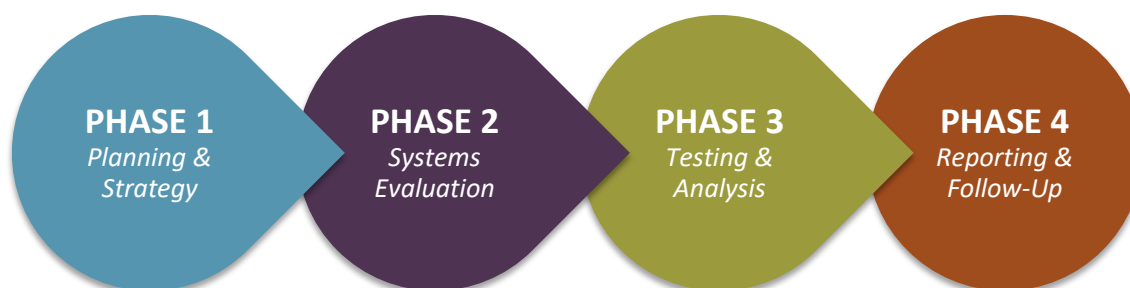 PHASE 1
Planning &
Strategy
PHASE 2
Systems
Evaluation
PHASE 3
Testing &
Analysis
PHASE 4
Reporting &
Follow-Up